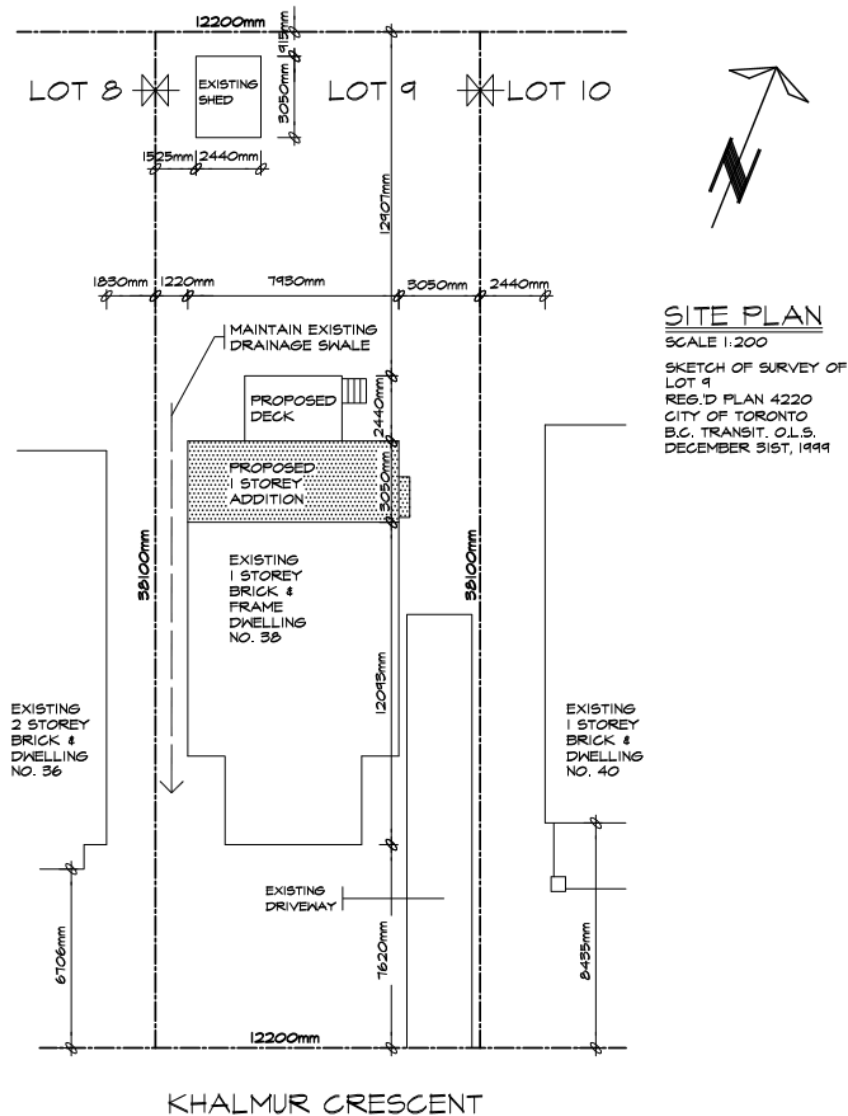 12200mm
915mm
LOT 8
EXISTING
SHED
3050mm
LOT 9
LOT 10
1525mm
2440mm
12907mm
N
1830mm
1220mm
7930mm
3050mm
2440mm
SITE PLAN
SCALE 1:200
SKETCH OF SURVEY OF
LOT 9
REG.'D PLAN 4220
CITY OF TORONTO
B.C. TRANSIT. O.L.S.
DECEMBER 31ST, 1999
MAINTAIN EXISTING
DRAINAGE SWALE
PROPOSED
DECK
2440mm
PROPOSED
1 STOREY
ADDITION
3050mm
38100mm
38100mm
EXISTING
1 STOREY
BRICK &
FRAME
DWELLING
NO. 38
12093mm
EXISTING
2 STOREY
BRICK &
DWELLING
NO. 36
EXISTING
1 STOREY
BRICK &
DWELLING
NO. 40
EXISTING
DRIVEWAY
6706mm
7620mm
8435mm
12200mm
KHALMUR CRESCENT